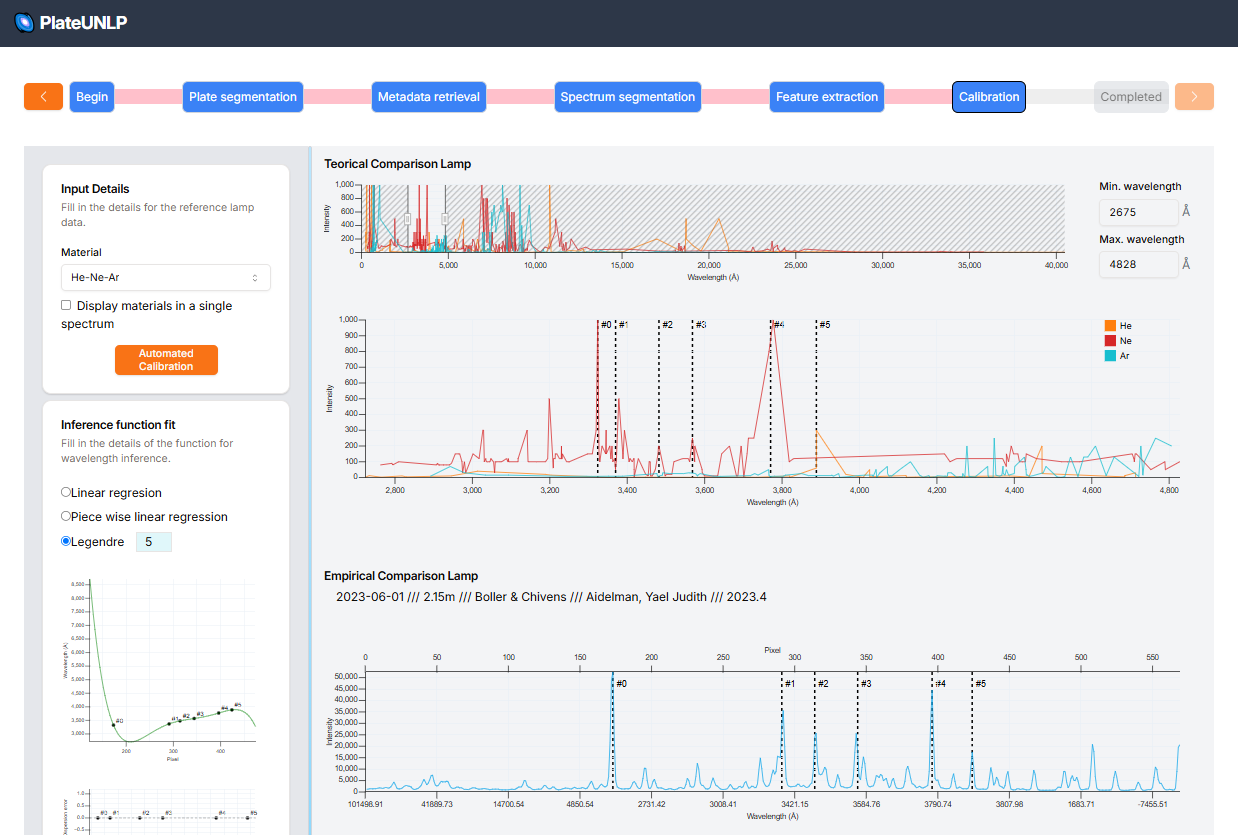 PlateUNLP
Begin
Plate segmentation
Metadata retrieval
Spectrum segmentation
Feature extraction
Calibration
Completed
Input Details
Fill in the details for the reference lamp
data.
Material
He-Ne-Ar
Display materials in a single
spectrum
Automated
Calibration
Inference function fit
Fill in the details of the function for
wavelength inference.
Linear regresion
Piece wise linear regression
Legendre 5
8,500
8,000
7,500
7,000
6,500
6,000
5,500
5,000
4,500
4,000
3,500
3,000
Wavelength (Å)
#0 #1 #2 #3 #4 #5
200 300 400
Pixel
1.0
0.5
0.0
-0.5
#0 #1 #2 #3 #4 #5
Teorical Comparison Lamp
1,000
800
600
400
200
0
Intensity
0 5,000 10,000 15,000 20,000 25,000 30,000 35,000 40,000
Wavelength (Å)
Min. wavelength
2675 Å
Max. wavelength
4828 Å
1,000
900
800
700
600
500
400
300
200
100
0
Intensity
#0 #1 #2 #3 #4 #5
He
Ne
Ar
2,800 3,000 3,200 3,400 3,600 3,800 4,000 4,200 4,400 4,600 4,800
Wavelength (Å)
Empirical Comparison Lamp
2023-06-01 /// 2.15m /// Boller & Chivens /// Aidelman, Yael Judith /// 2023.4
Pixel
0 50 100 150 200 250 300 350 400 450 500 550
50,000
45,000
40,000
35,000
30,000
25,000
20,000
15,000
10,000
5,000
0
Intensity
#0 #1 #2 #3 #4 #5
101498.91 41889.73 14700.54 4850.54 2731.42 3008.41 3421.15 3584.76 3790.74 3807.96 1683.71 -7455.51
Wavelength (Å)